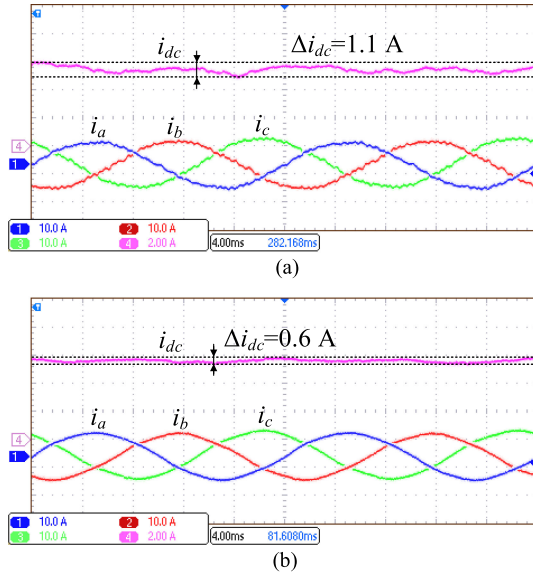 i_dc Δi_dc=1.1 A
4 i_a i_b i_c
1
1 10.0 A 2 10.0 A
3 10.0 A 4 2.00 A 4.00ms 282.168ms
(a)
i_dc Δi_dc=0.6 A
4 i_a i_b i_c
1
1 10.0 A 2 10.0 A
3 10.0 A 4 2.00 A 4.00ms 81.6080ms
(b)